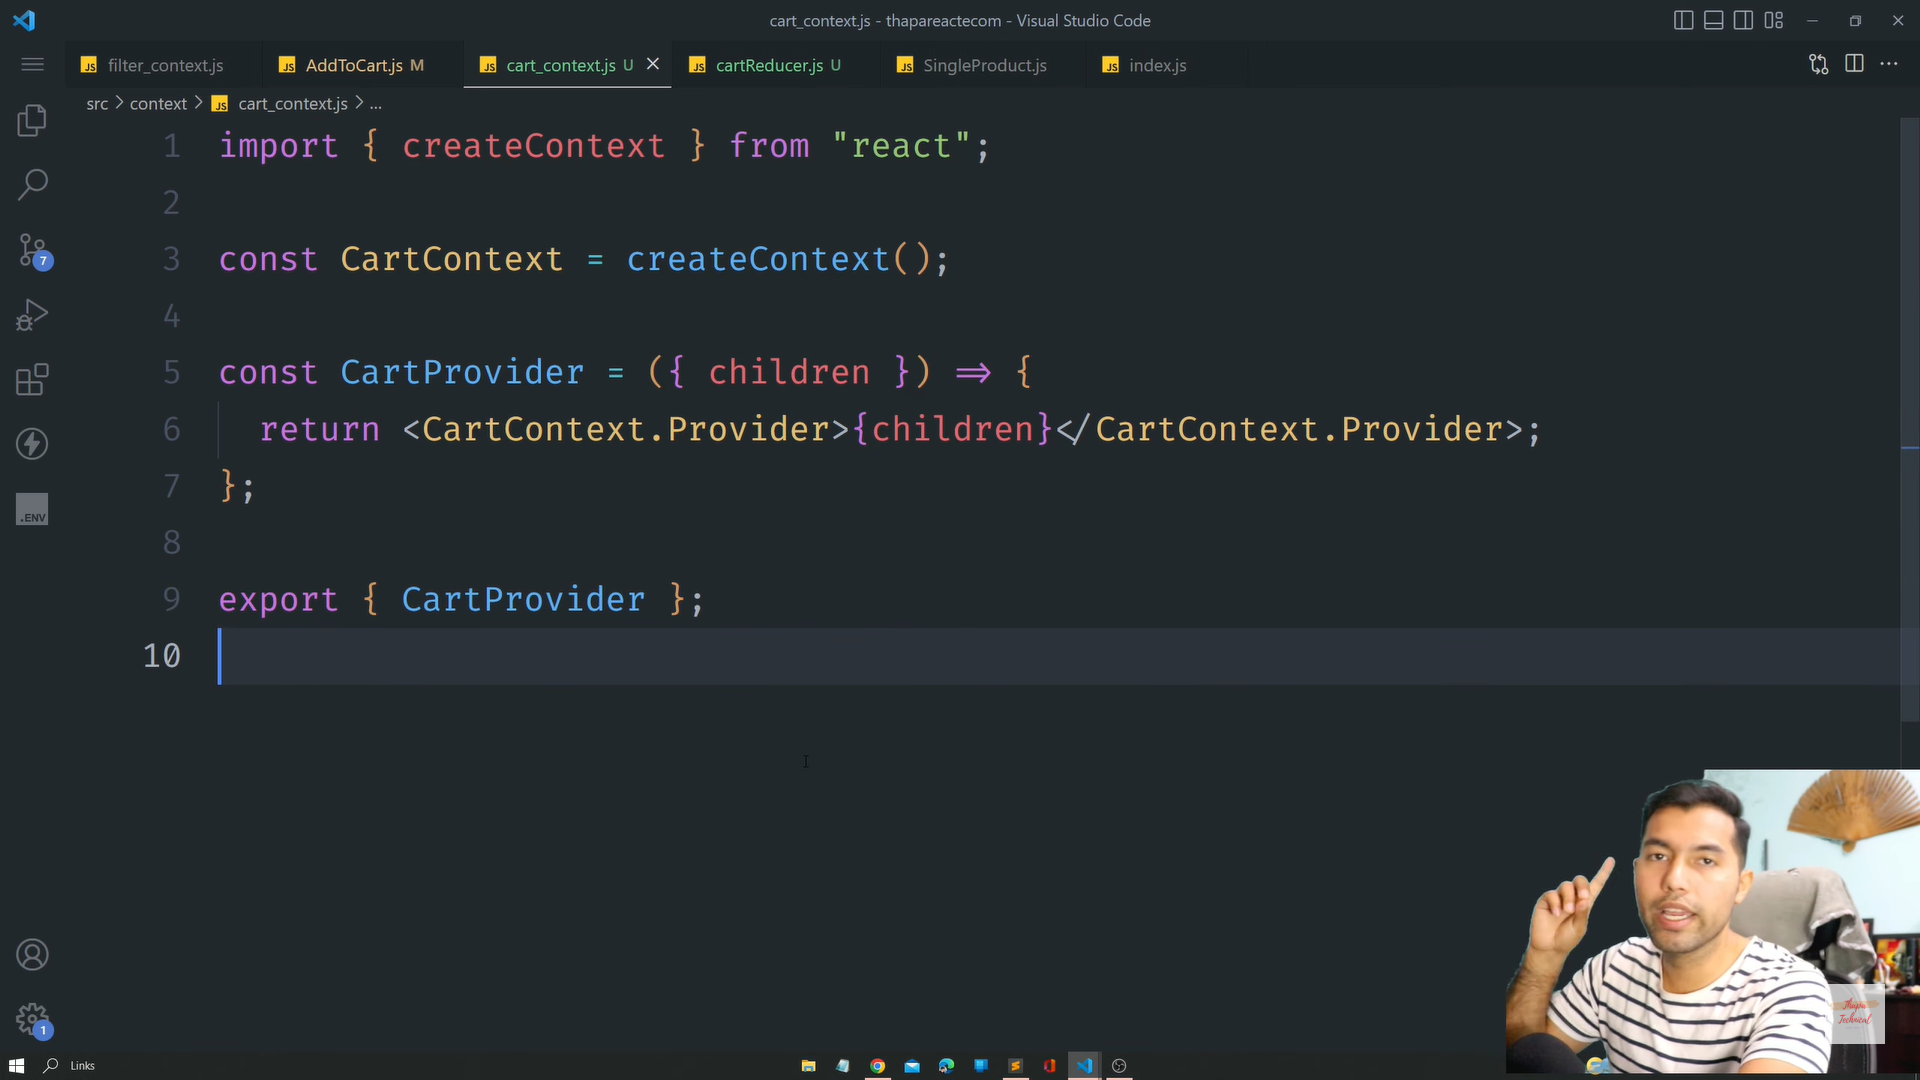 cart_context.js - thapareactecom - Visual Studio Code
JS filter_context.js JS AddToCart.js M JS cart_context.js U JS cartReducer.js U JS SingleProduct.js JS index.js
src > context > JS cart_context.js > ...
1 import { createContext } from "react";
2
3 const CartContext = createContext();
4
5 const CartProvider = ({ children }) => {
6 return <CartContext.Provider>{children}</CartContext.Provider>;
7 };
8
9 export { CartProvider };
10
7
.ENV
1
Thapa
Technical
Links